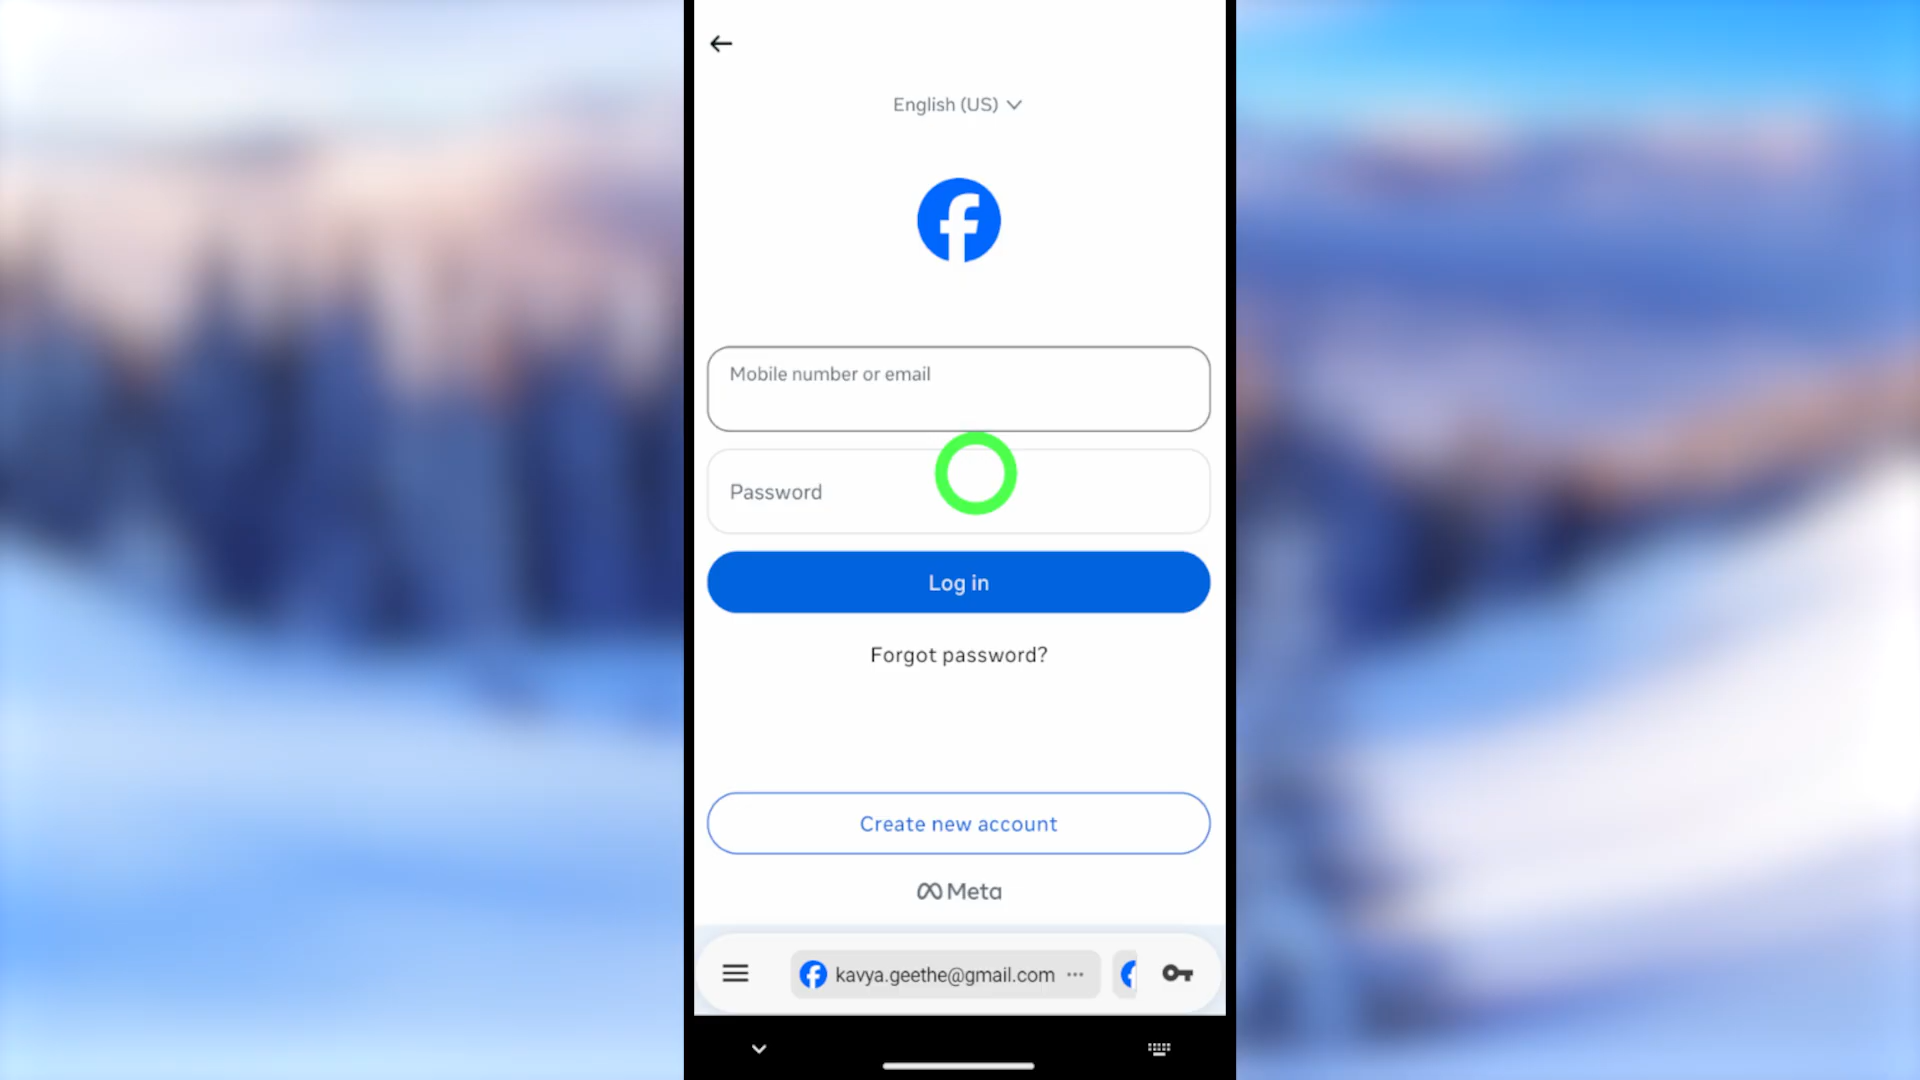 English (US)
Mobile number or email
Password
Log in
Forgot password?
Create new account
Meta
kavya.geethe@gmail.com ...